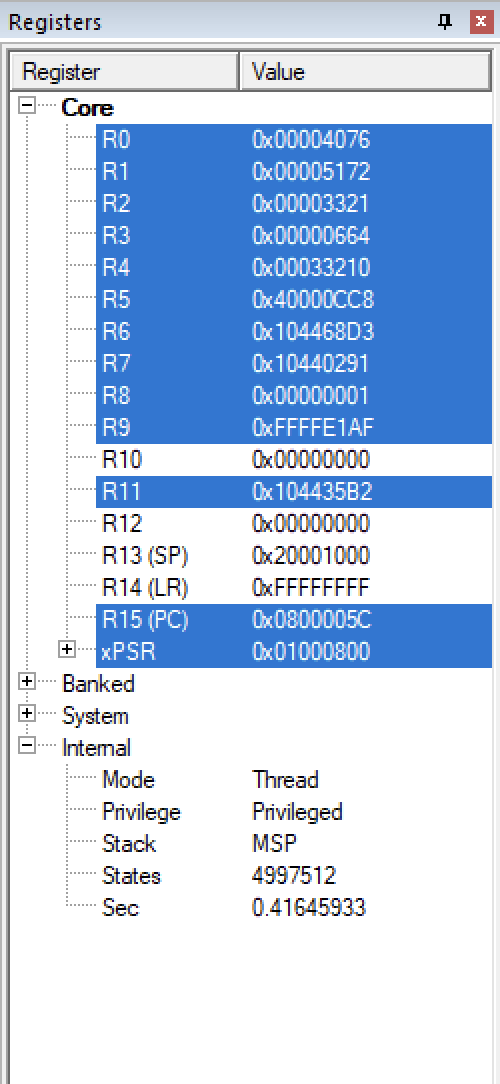 Registers
Register Value
Core
R0 0x00004076
R1 0x00005172
R2 0x00003321
R3 0x00000664
R4 0x00033210
R5 0x40000CC8
R6 0x104468D3
R7 0x10440291
R8 0x00000001
R9 0xFFFFE1AF
R10 0x00000000
R11 0x104435B2
R12 0x00000000
R13 (SP) 0x20001000
R14 (LR) 0xFFFFFFFF
R15 (PC) 0x0800005C
xPSR 0x01000800
Banked
System
Internal
Mode Thread
Privilege Privileged
Stack MSP
States 4997512
Sec 0.41645933